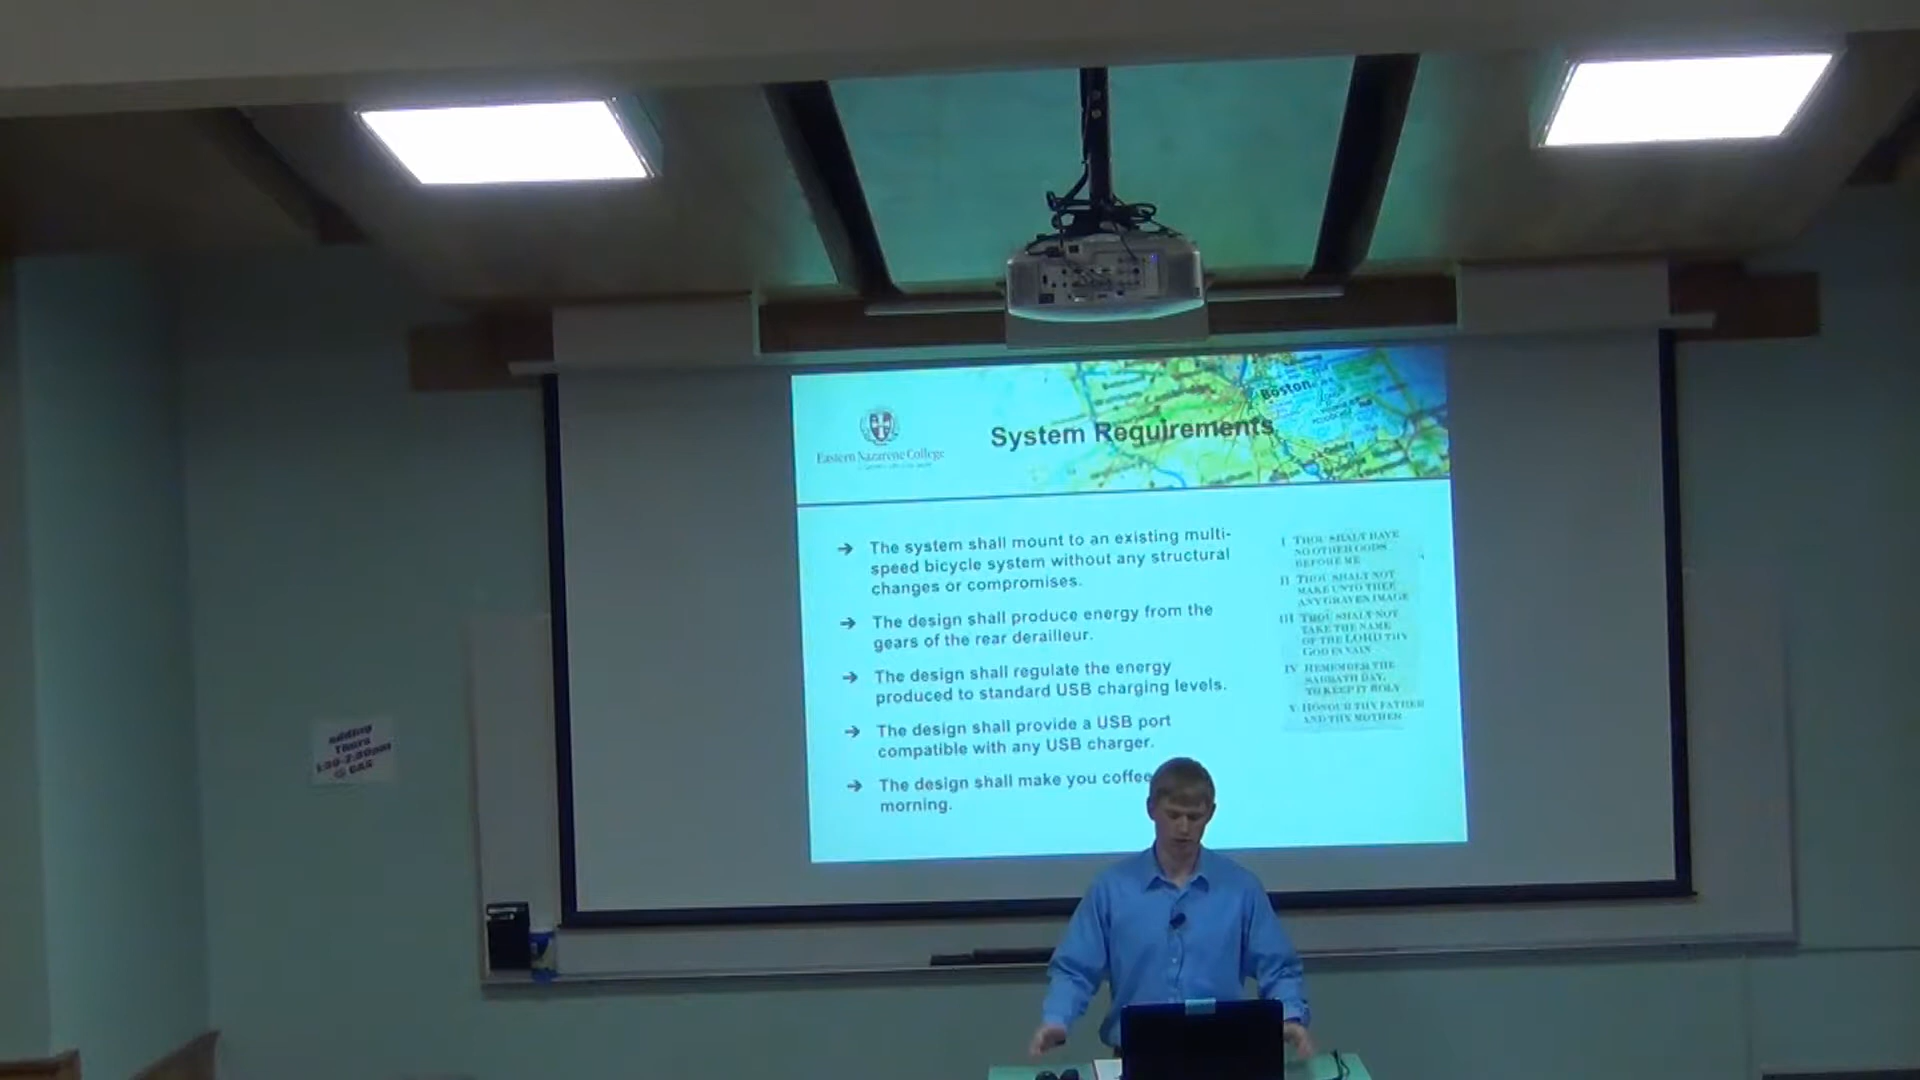 Boston
Eastern Nazarene College
System Requirements
➔ The system shall mount to an existing multi-
speed bicycle system without any structural
changes or compromises.
➔ The design shall produce energy from the
gears of the rear derailleur.
➔ The design shall regulate the energy
produced to standard USB charging levels.
➔ The design shall provide a USB port
compatible with any USB charger.
➔ The design shall make you coffee
morning.
I THOU SHALT HAVE
NO OTHER GODS
BEFORE ME
II THOU SHALT NOT
MAKE UNTO THEE
ANY GRAVEN IMAGE
III THOU SHALT NOT
TAKE THE NAME
OF THE LORD THY
GOD IN VAIN
IV REMEMBER THE
SABBATH DAY,
TO KEEP IT HOLY
V HONOUR THY FATHER
AND THY MOTHER
Thurs